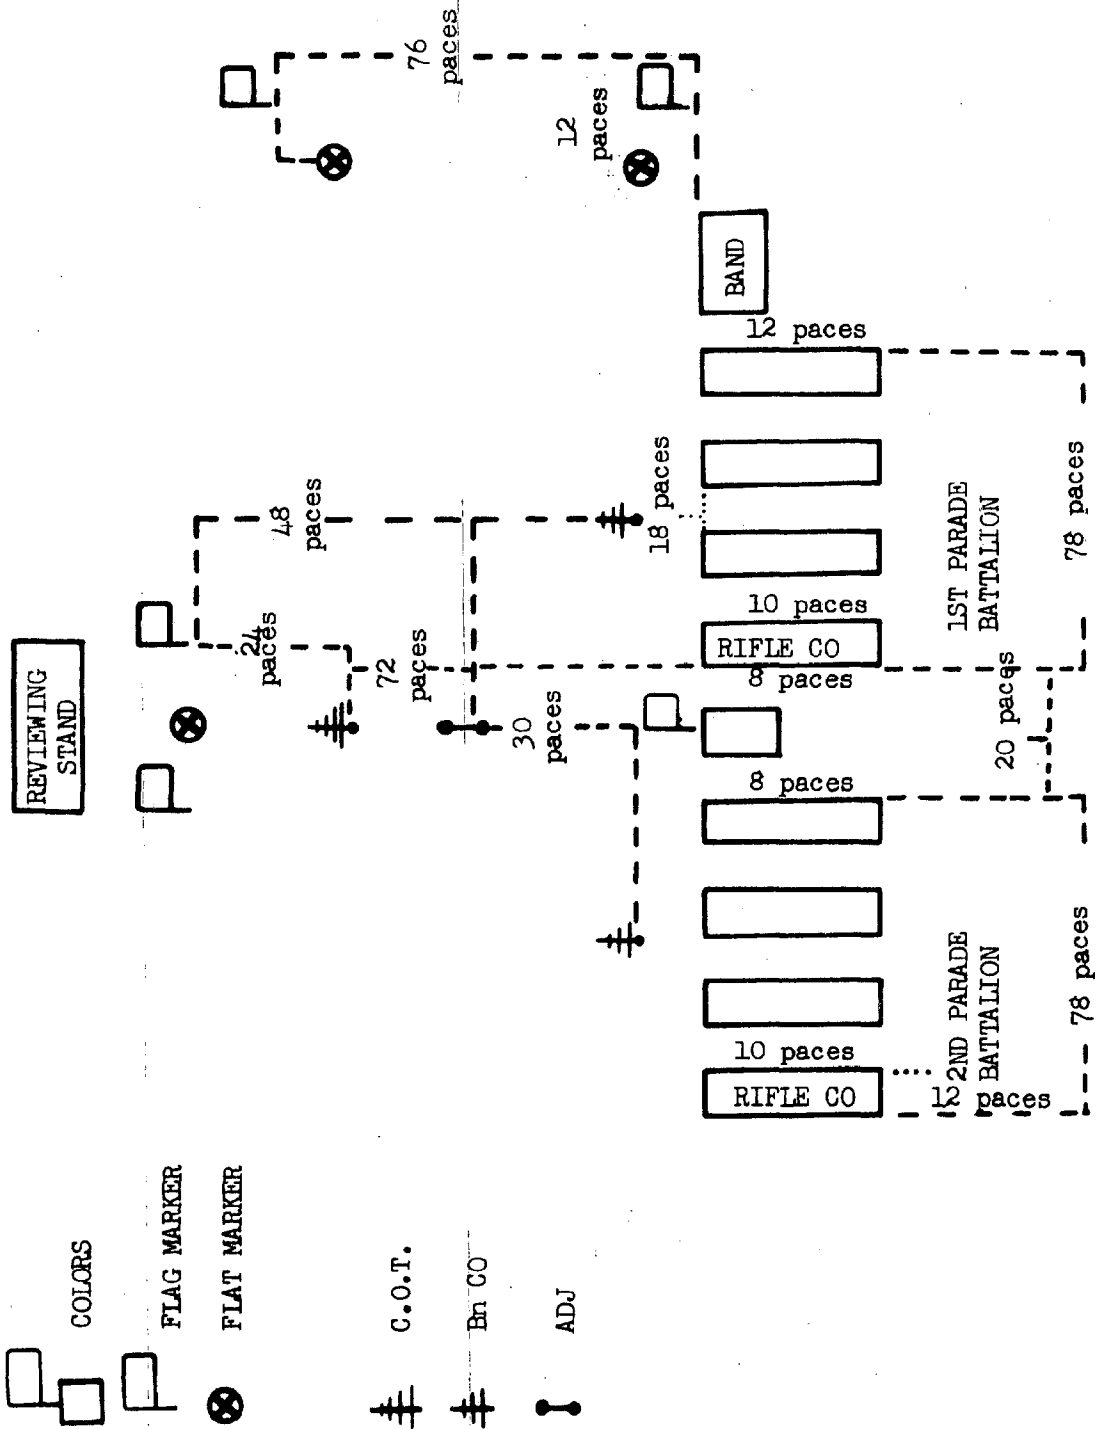 REVIEWING
STAND
76
paces
12
paces
48
paces
24
paces
72
paces
30
paces
18 paces
BAND
12 paces
10 paces
RIFLE CO
8 paces
8 paces
10 paces
RIFLE CO
12 paces
1ST PARADE
BATTALION
78 paces
20 paces
2ND PARADE
BATTALION
78 paces
COLORS
FLAG MARKER
FLAT MARKER
C.O.T.
Bn CO
ADJ